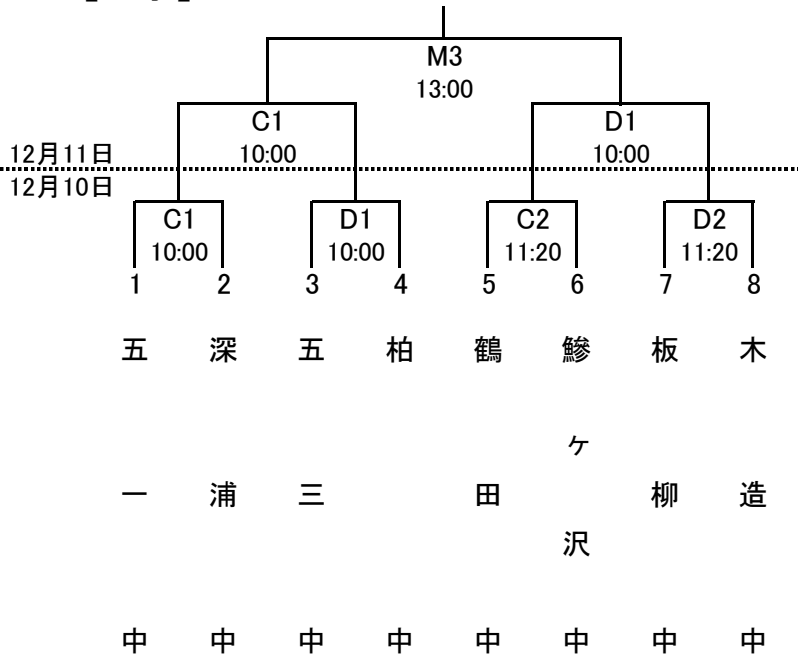 M3
13:00
C1
D1
10:00
10:00
12月11日
12月10日
C1
D1
C2
D2
10:00
10:00
11:20
11:20
1 2 3 4 5 6 7 8
五一中
深浦中
五三中
柏中
鶴田中
鰺ヶ沢中
板柳中
木造中